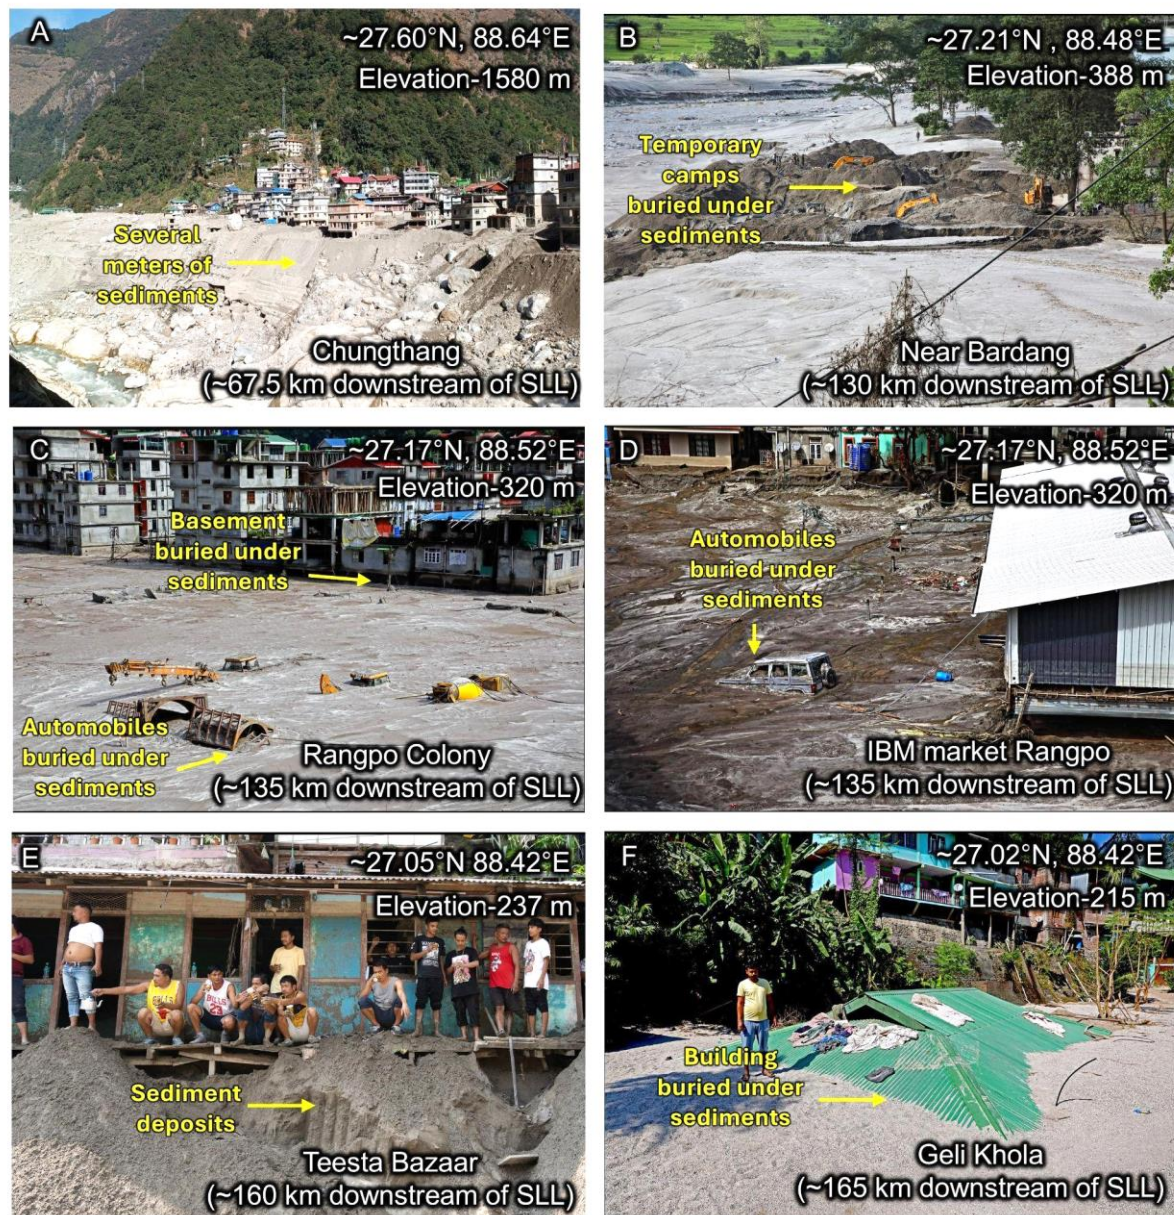 A
~27.60°N, 88.64°E
Elevation-1580 m
Several
meters of
sediments
Chungthang
(~67.5 km downstream of SLL)
B
~27.21°N , 88.48°E
Elevation-388 m
Temporary
camps
buried under
sediments
Near Bardang
(~130 km downstream of SLL)
C
~27.17°N, 88.52°E
Elevation-320 m
Basement
buried under
sediments
Automobiles
buried under
sediments
Rangpo Colony
(~135 km downstream of SLL)
D
~27.17°N, 88.52°E
Elevation-320 m
Automobiles
buried under
sediments
IBM market Rangpo
(~135 km downstream of SLL)
E
~27.05°N 88.42°E
Elevation-237 m
BULLS
23
Sediment
deposits
Teesta Bazaar
(~160 km downstream of SLL)
F
~27.02°N, 88.42°E
Elevation-215 m
Building
buried under
sediments
Geli Khola
(~165 km downstream of SLL)